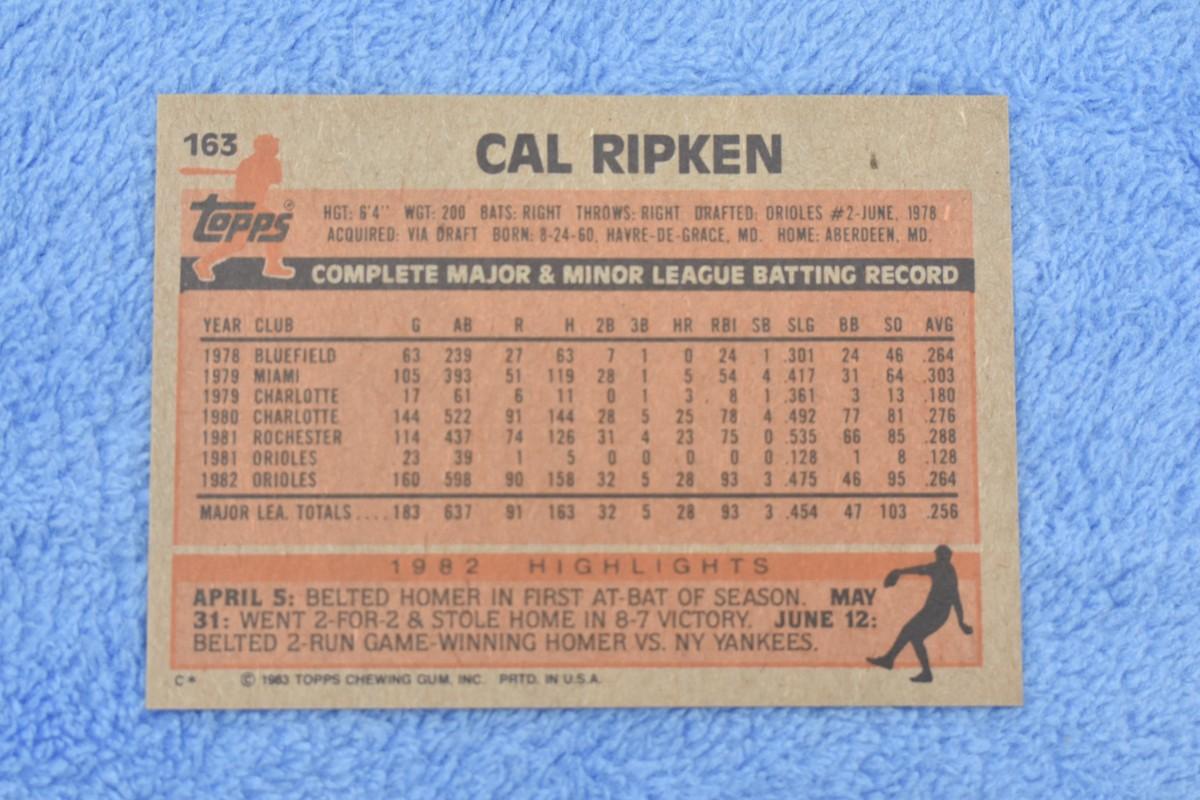 163
CAL RIPKEN
TOPPS®
HGT: 6'4" WGT: 200 BATS: RIGHT THROWS: RIGHT DRAFTED: ORIOLES #2-JUNE, 1978
ACQUIRED: VIA DRAFT BORN: 8-24-60, HAVRE-DE-GRACE, MD. HOME: ABERDEEN, MD.
COMPLETE MAJOR & MINOR LEAGUE BATTING RECORD
YEAR CLUB G AB R H 2B 3B HR RBI SB SLG BB SO AVG
1978 BLUEFIELD 63 239 27 63 7 1 0 24 1 .301 24 46 .264
1979 MIAMI 105 393 51 119 28 1 5 54 4 .417 31 64 .303
1979 CHARLOTTE 17 61 6 11 0 1 3 8 1 .361 3 13 .180
1980 CHARLOTTE 144 522 91 144 28 5 25 78 4 .492 77 81 .276
1981 ROCHESTER 114 437 74 126 31 4 23 75 0 .535 66 85 .288
1981 ORIOLES 23 39 1 5 0 0 0 0 0 .128 1 8 .128
1982 ORIOLES 160 598 90 158 32 5 28 93 3 .475 46 95 .264
MAJOR LEA. TOTALS.... 183 637 91 163 32 5 28 93 3 .454 47 103 .256
1982 HIGHLIGHTS
APRIL 5: BELTED HOMER IN FIRST AT-BAT OF SEASON. MAY
31: WENT 2-FOR-2 & STOLE HOME IN 8-7 VICTORY. JUNE 12:
BELTED 2-RUN GAME-WINNING HOMER VS. NY YANKEES.
C* © 1983 TOPPS CHEWING GUM, INC. PRTD. IN U.S.A.